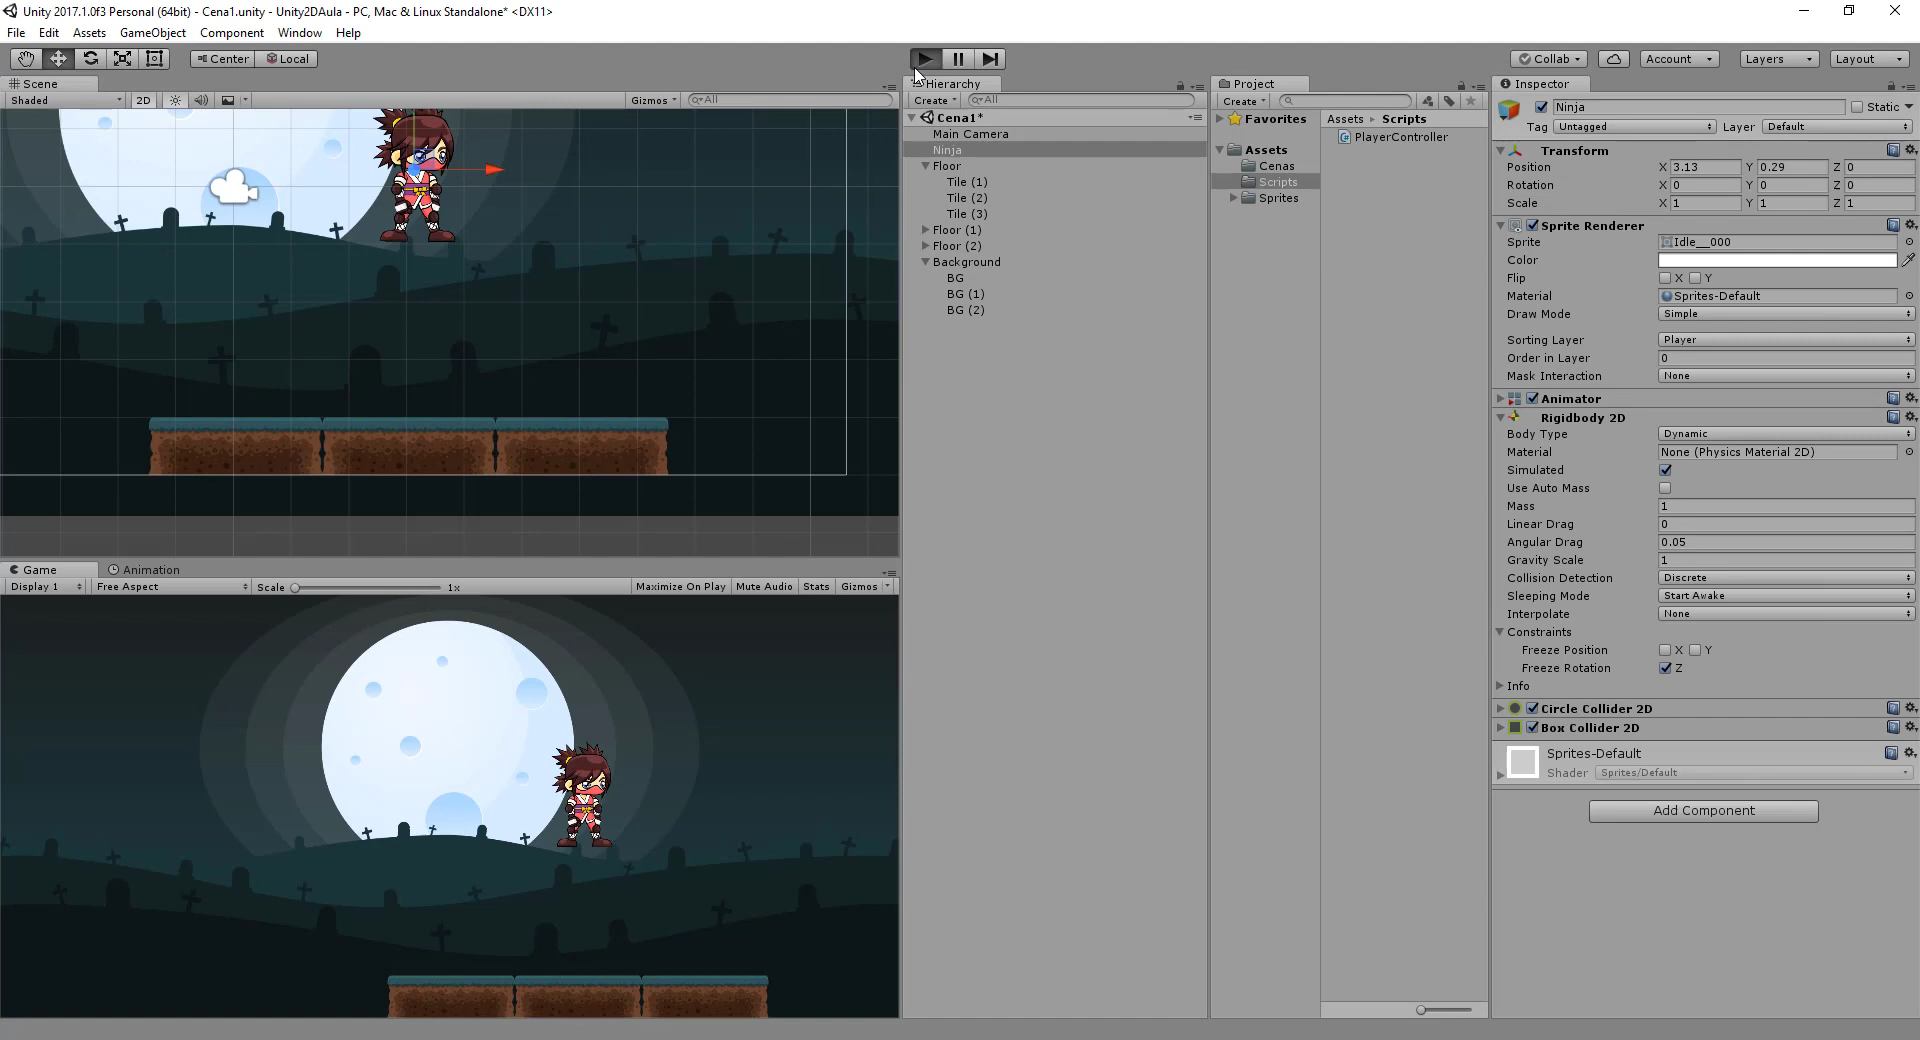 Unity 2017.1.0f3 Personal (64bit) - Cena1.unity - Unity2DAula - PC, Mac & Linux Standalone* <DX11>
File Edit Assets GameObject Component Window Help
Center Local
Collab Account Layers Layout
Scene
Shaded 2D Gizmos All
Hierarchy
Create All
Cena1*
Main Camera
Ninja
Floor
Tile (1)
Tile (2)
Tile (3)
Floor (1)
Floor (2)
Background
BG
BG (1)
BG (2)
Project
Create
Favorites
Assets
Cenas
Scripts
Sprites
Assets Scripts
PlayerController
Inspector
Ninja Static
Tag Untagged Layer Default
Transform
Position X 3.13 Y 0.29 Z 0
Rotation X 0 Y 0 Z 0
Scale X 1 Y 1 Z 1
Sprite Renderer
Sprite Idle__000
Color
Flip X Y
Material Sprites-Default
Draw Mode Simple
Sorting Layer Player
Order in Layer 0
Mask Interaction None
Animator
Rigidbody 2D
Body Type Dynamic
Material None (Physics Material 2D)
Simulated
Use Auto Mass
Mass 1
Linear Drag 0
Angular Drag 0.05
Gravity Scale 1
Collision Detection Discrete
Sleeping Mode Start Awake
Interpolate None
Constraints
Freeze Position X Y
Freeze Rotation Z
Info
Circle Collider 2D
Box Collider 2D
Sprites-Default
Shader Sprites/Default
Add Component
Game Animation
Display 1 Free Aspect Scale 1x Maximize On Play Mute Audio Stats Gizmos